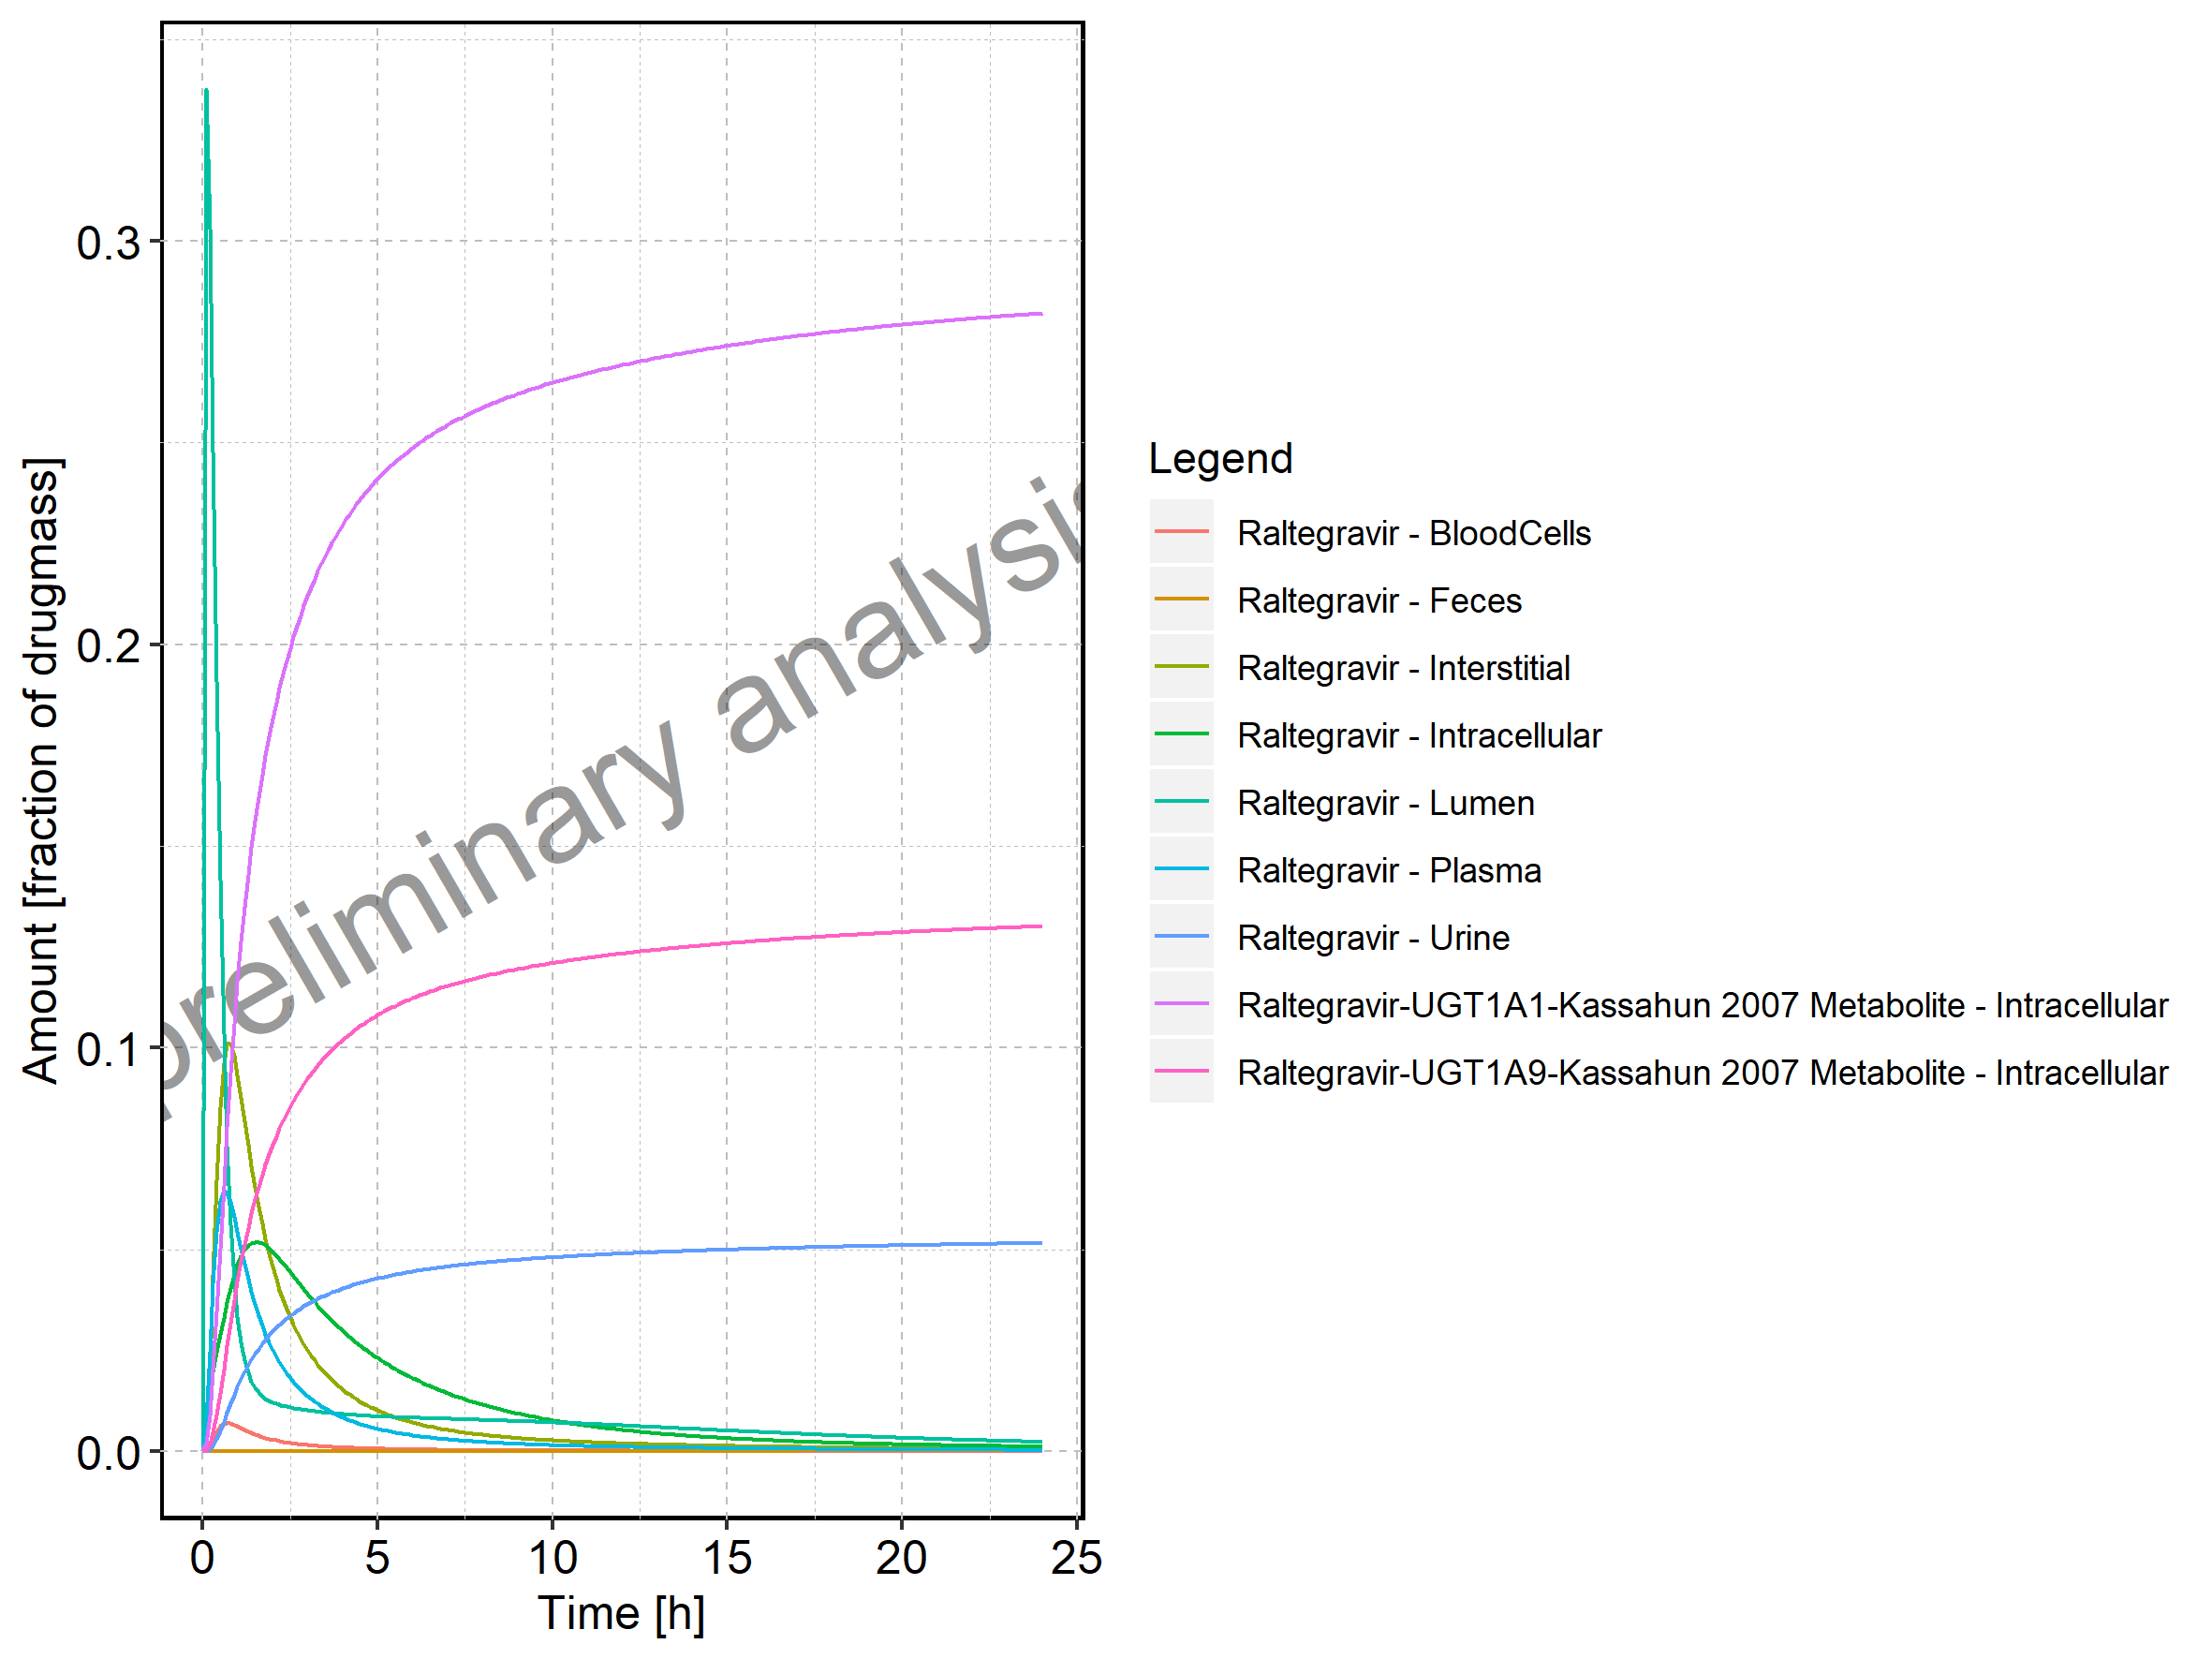 0.3
0.2
0.1
0.0
0
5
10
15
20
25
Time [h]
Amount [fraction of drugmass]
preliminary analysis
Legend
Raltegravir - BloodCells
Raltegravir - Feces
Raltegravir - Interstitial
Raltegravir - Intracellular
Raltegravir - Lumen
Raltegravir - Plasma
Raltegravir - Urine
Raltegravir-UGT1A1-Kassahun 2007 Metabolite - Intracellular
Raltegravir-UGT1A9-Kassahun 2007 Metabolite - Intracellular